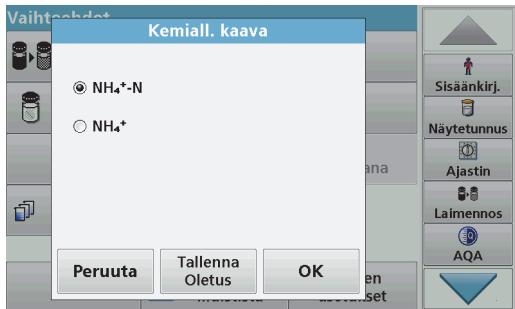 Vaihtoehdot
Kemiall. kaava
NH₄⁺-N
NH₄⁺
Peruuta
Tallenna
Oletus
OK
Sisäänkirj.
Näytetunnus
Ajastin
Laimennos
AQA